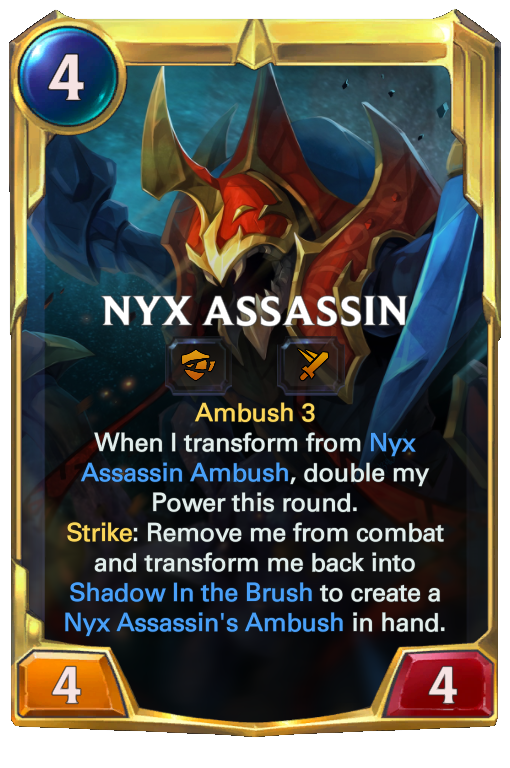 4
NYX ASSASSIN
Ambush 3
When I transform from Nyx
Assassin Ambush, double my
Power this round.
Strike: Remove me from combat
and transform me back into
Shadow In the Brush to create a
Nyx Assassin's Ambush in hand.
4 4